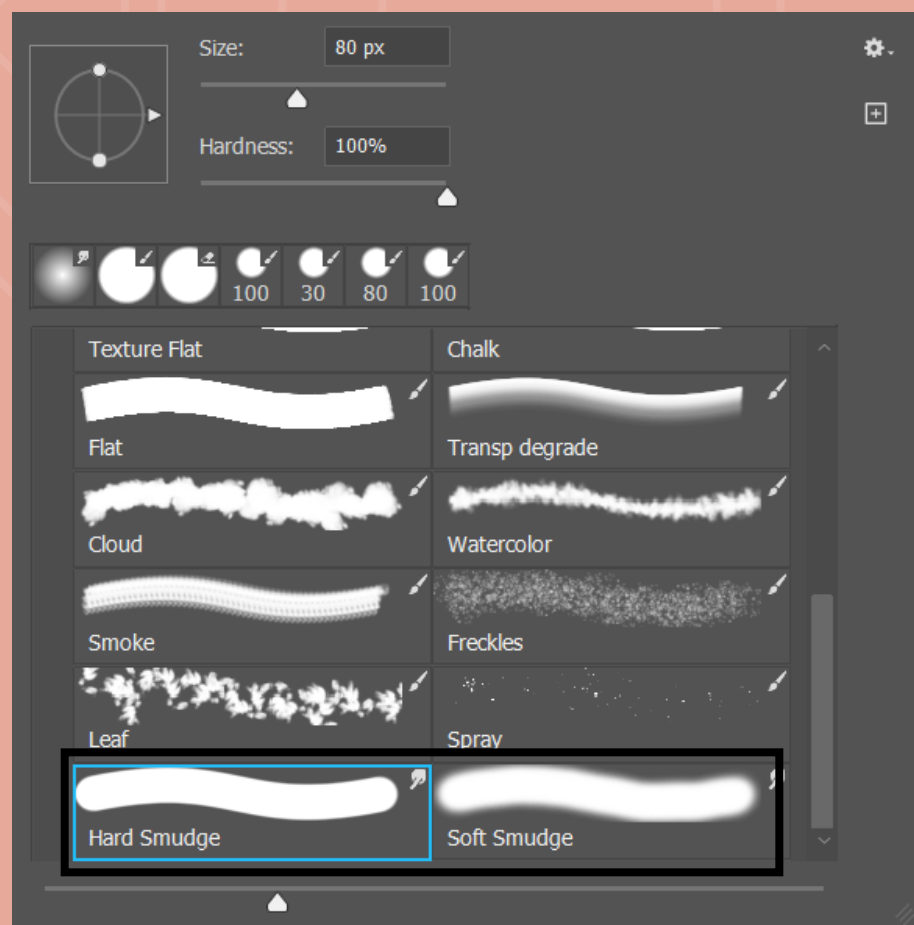 Size: 80 px
Hardness: 100%
100 30 80 100
Texture Flat Chalk
Flat Transp degrade
Cloud Watercolor
Smoke Freckles
Leaf Spray
Hard Smudge Soft Smudge